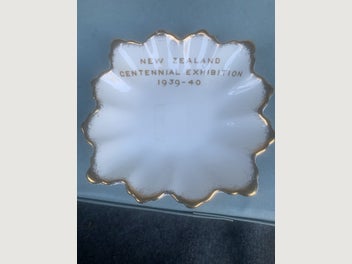 NEW ZEALAND
CENTENNIAL EXHIBITION
1939-40